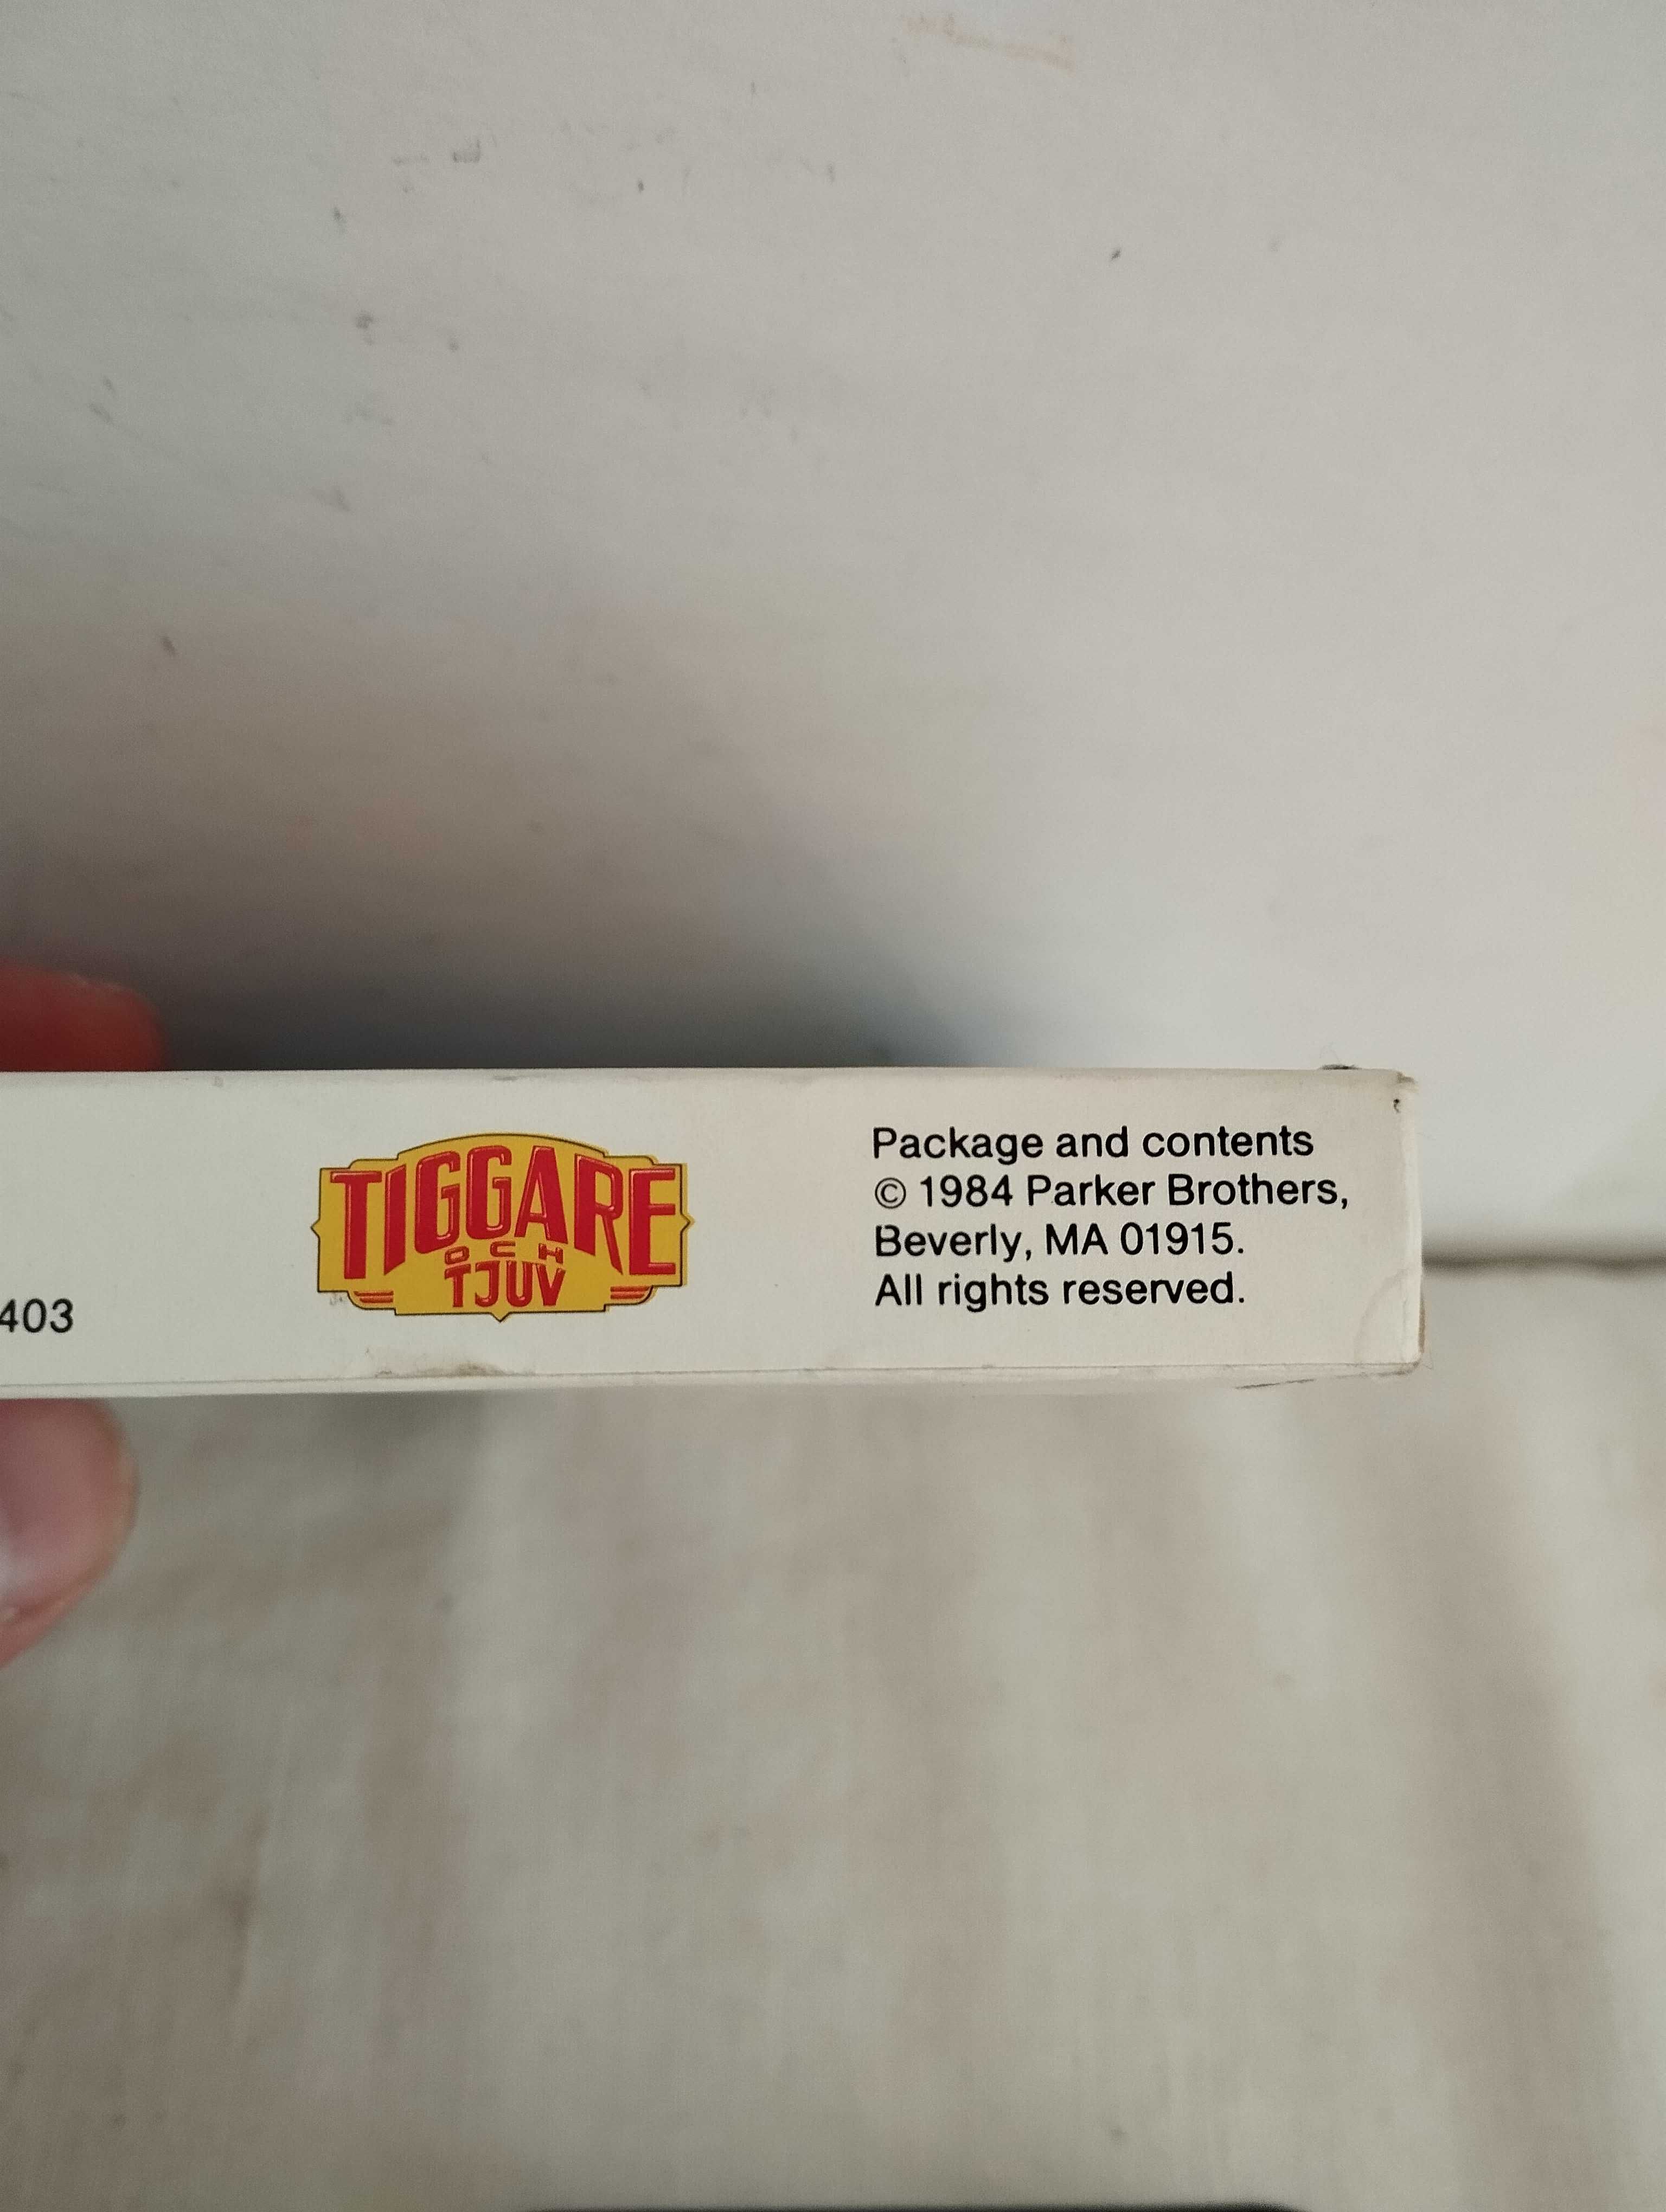 403
TIGGARE
OCH
TJUV
Package and contents
© 1984 Parker Brothers,
Beverly, MA 01915.
All rights reserved.